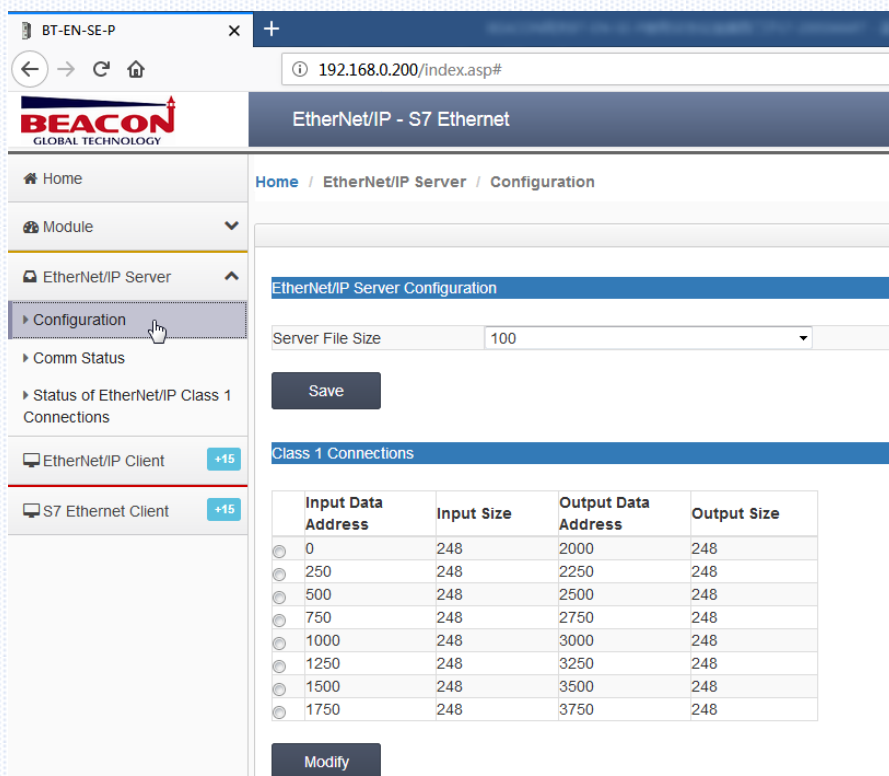 BT-EN-SE-P
192.168.0.200/index.asp#
BEACON
GLOBAL TECHNOLOGY
EtherNet/IP - S7 Ethernet
Home
Module
EtherNet/IP Server
Configuration
Comm Status
Status of EtherNet/IP Class 1
Connections
EtherNet/IP Client +15
S7 Ethernet Client +15
Home / EtherNet/IP Server / Configuration
EtherNet/IP Server Configuration
Server File Size 100
Save
Class 1 Connections
Input Data Address Input Size Output Data Address Output Size
0 248 2000 248
250 248 2250 248
500 248 2500 248
750 248 2750 248
1000 248 3000 248
1250 248 3250 248
1500 248 3500 248
1750 248 3750 248
Modify